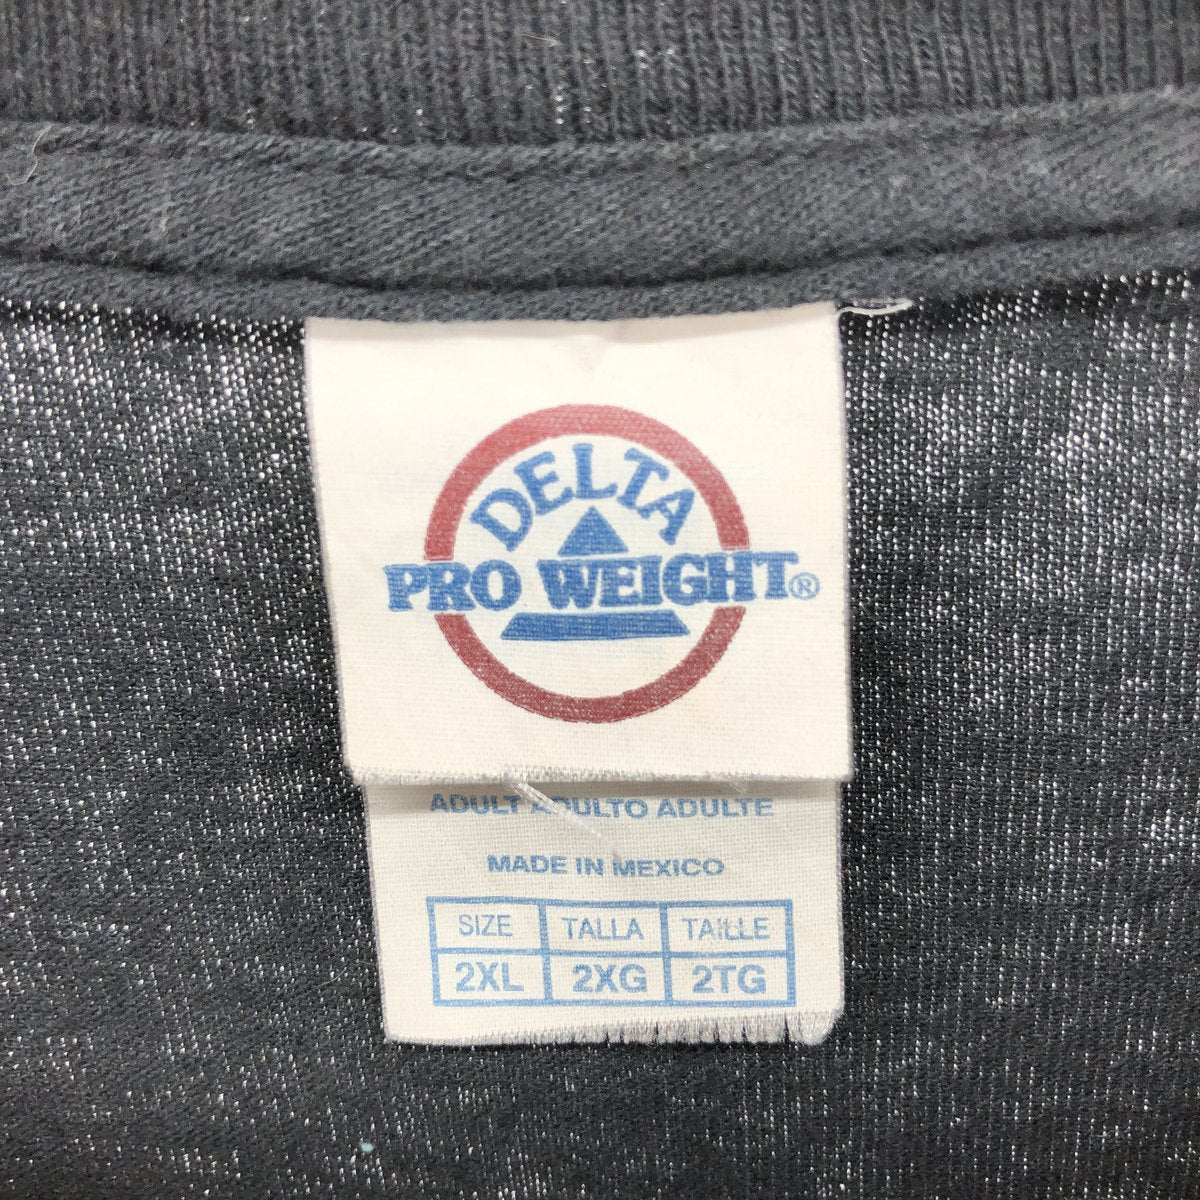 DELTA
PRO WEIGHT®
ADULT ADULTO ADULTE
MADE IN MEXICO
SIZE TALLA TAILLE
2XL 2XG 2TG